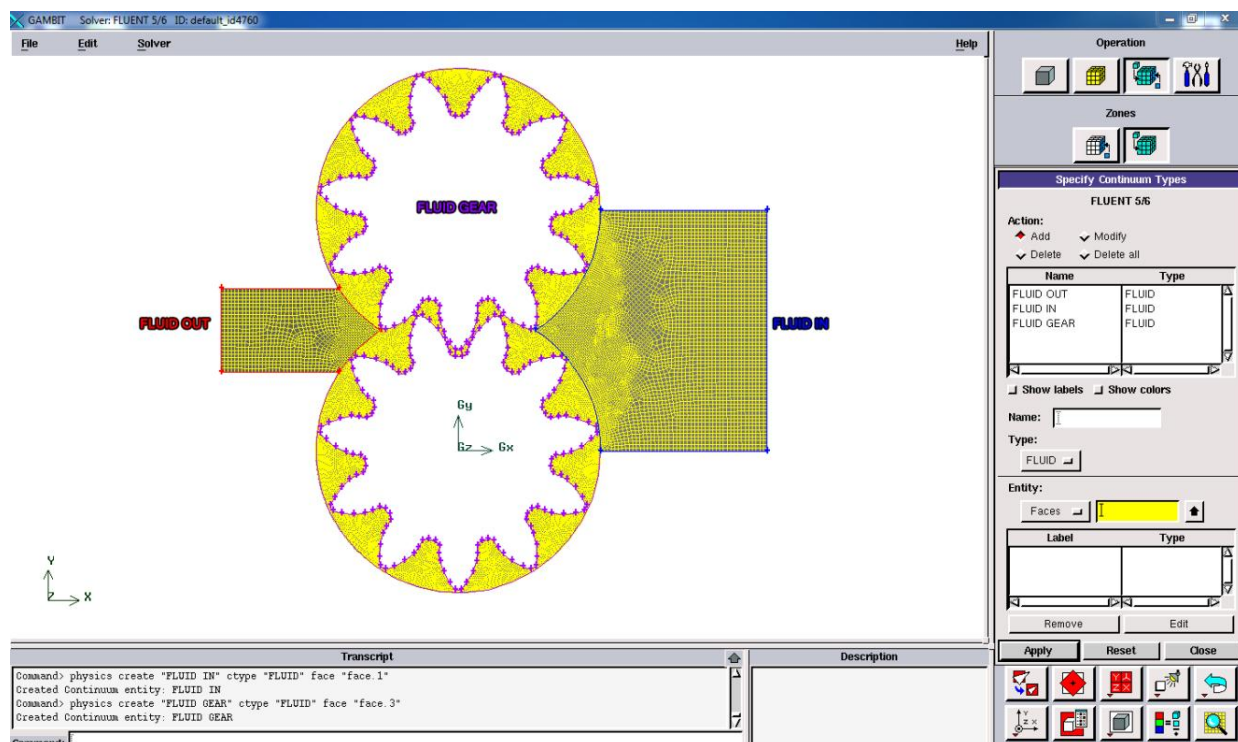 GAMBIT Solver: FLUENT 5/6 ID: default_id4760
File Edit Solver Help
FLUID GEAR
FLUID OUT
FLUID IN
Gy
Gz Gx
Y
Z X
Operation
Zones
Specify Continuum Types
FLUENT 5/6
Action:
Add Modify
Delete Delete all
Name Type
FLUID OUT FLUID
FLUID IN FLUID
FLUID GEAR FLUID
Show labels Show colors
Name:
Type:
FLUID
Entity:
Faces
Label Type
Remove Edit
Apply Reset Close
Transcript
Command> physics create "FLUID IN" ctype "FLUID" face "face.1"
Created Continuum entity: FLUID IN
Command> physics create "FLUID GEAR" ctype "FLUID" face "face.3"
Created Continuum entity: FLUID GEAR
Command:
Description